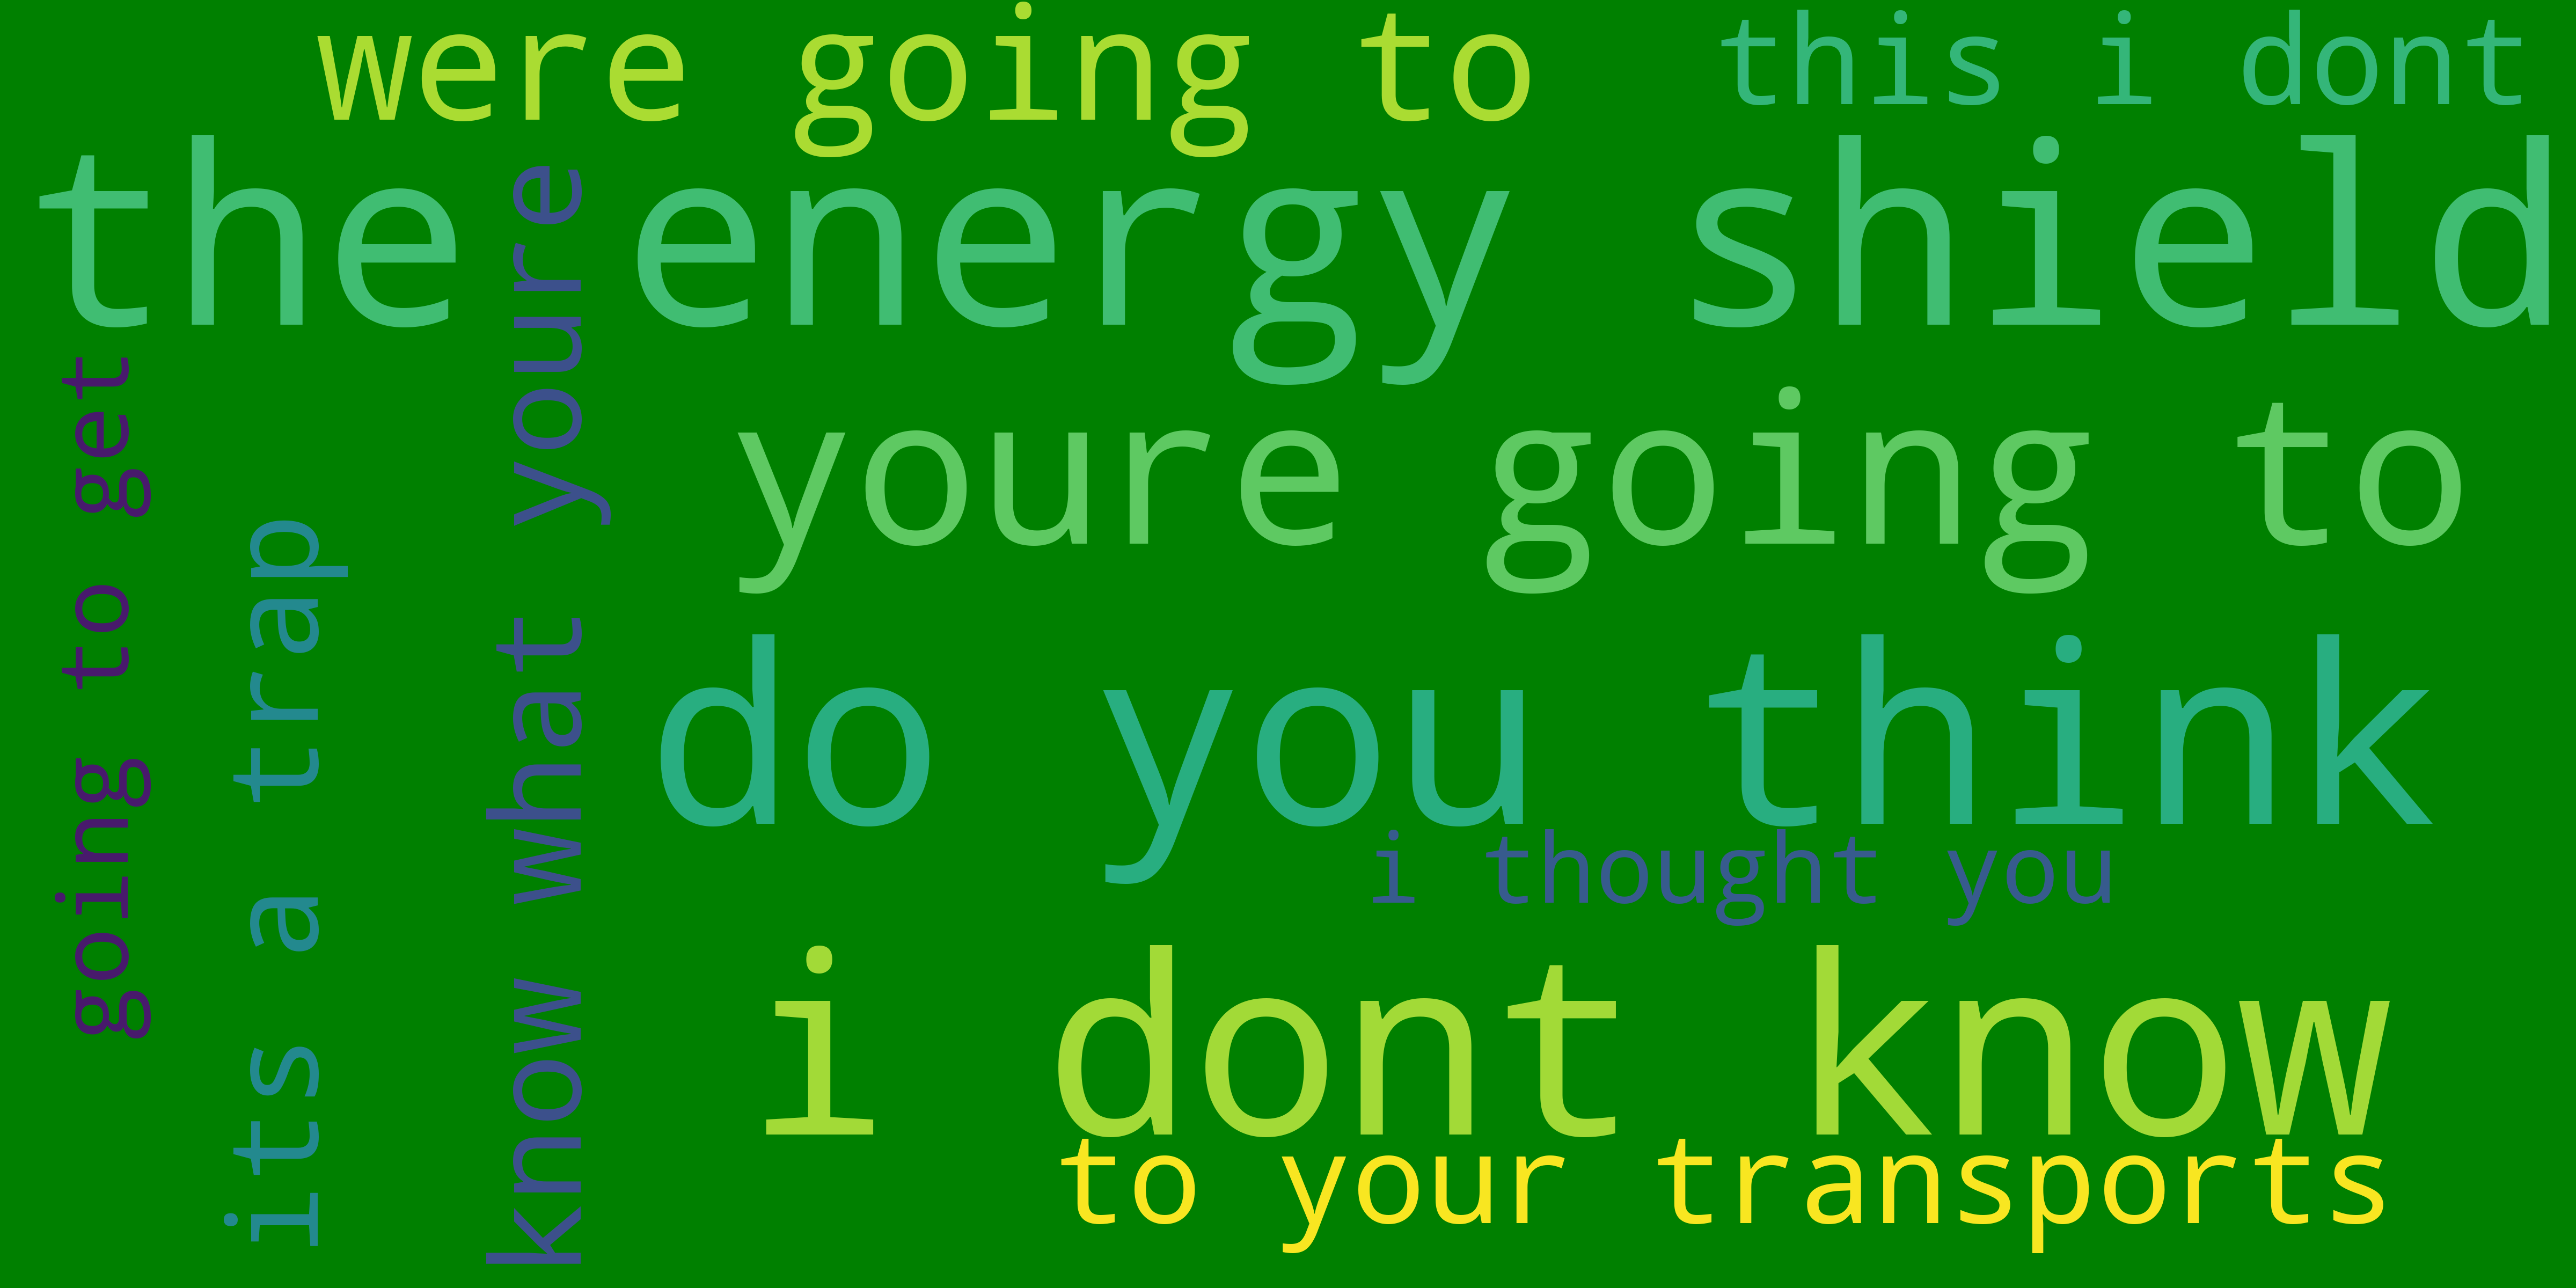 were going to
this i dont
the energy shield
youre going to
do you think
i thought you
i dont know
to your transports
going to get
its a trap
know what youre